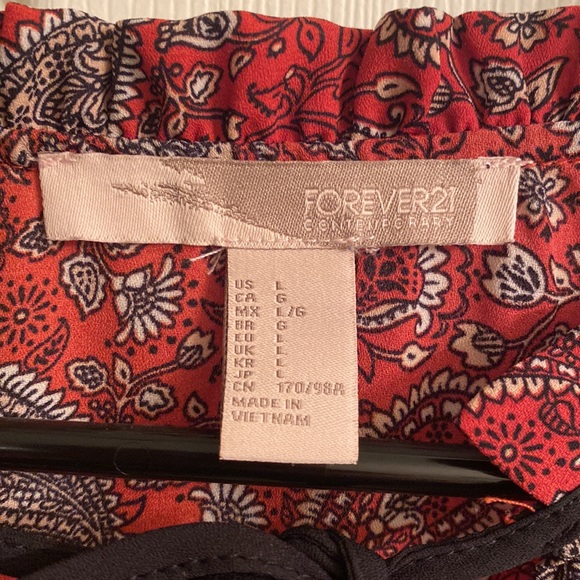 FOREVER21
CONTEMPORARY
US L
CA G
MX L/G
BR G
EU L
UK L
KR L
JP L
CN 170/98A
MADE IN
VIETNAM